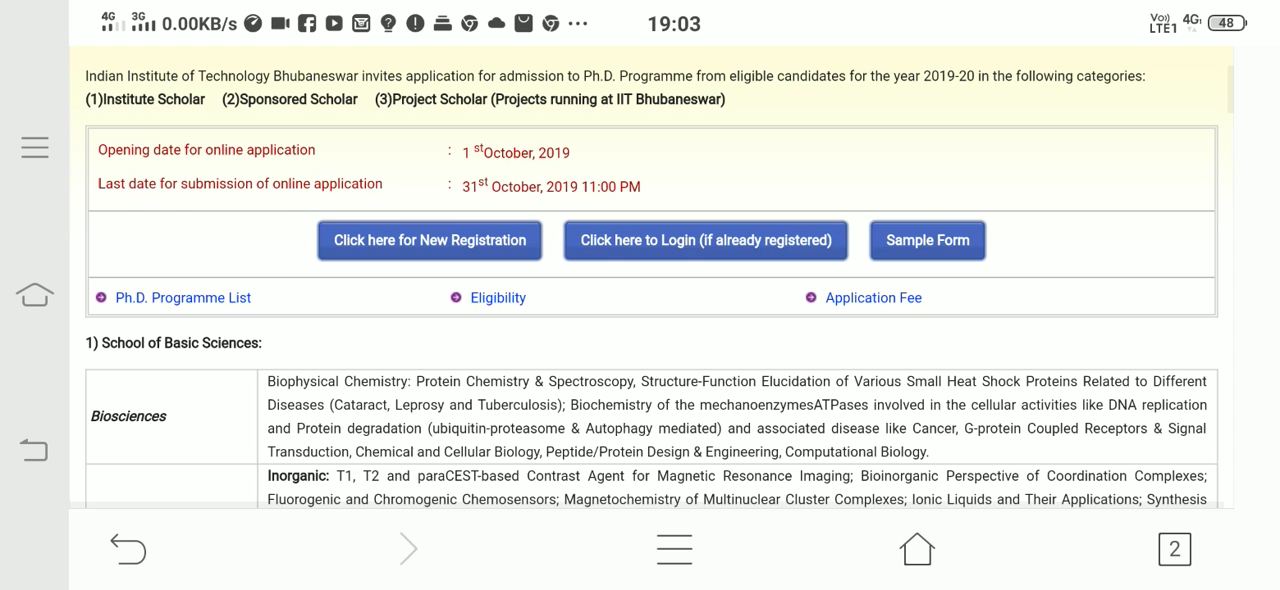 4G 3G 0.00KB/s 19:03 Vo)) LTE1 4G 48
Indian Institute of Technology Bhubaneswar invites application for admission to Ph.D. Programme from eligible candidates for the year 2019-20 in the following categories:
(1)Institute Scholar (2)Sponsored Scholar (3)Project Scholar (Projects running at IIT Bhubaneswar)
Opening date for online application : 1 st October, 2019
Last date for submission of online application : 31st October, 2019 11:00 PM
Click here for New Registration Click here to Login (if already registered) Sample Form
Ph.D. Programme List Eligibility Application Fee
1) School of Basic Sciences:
Biophysical Chemistry: Protein Chemistry & Spectroscopy, Structure-Function Elucidation of Various Small Heat Shock Proteins Related to Different
Diseases (Cataract, Leprosy and Tuberculosis); Biochemistry of the mechanoenzymesATPases involved in the cellular activities like DNA replication
Biosciences
and Protein degradation (ubiquitin-proteasome & Autophagy mediated) and associated disease like Cancer, G-protein Coupled Receptors & Signal
Transduction, Chemical and Cellular Biology, Peptide/Protein Design & Engineering, Computational Biology.
Inorganic: T1, T2 and paraCEST-based Contrast Agent for Magnetic Resonance Imaging; Bioinorganic Perspective of Coordination Complexes;
Fluorogenic and Chromogenic Chemosensors; Magnetochemistry of Multinuclear Cluster Complexes; Ionic Liquids and Their Applications; Synthesis
2